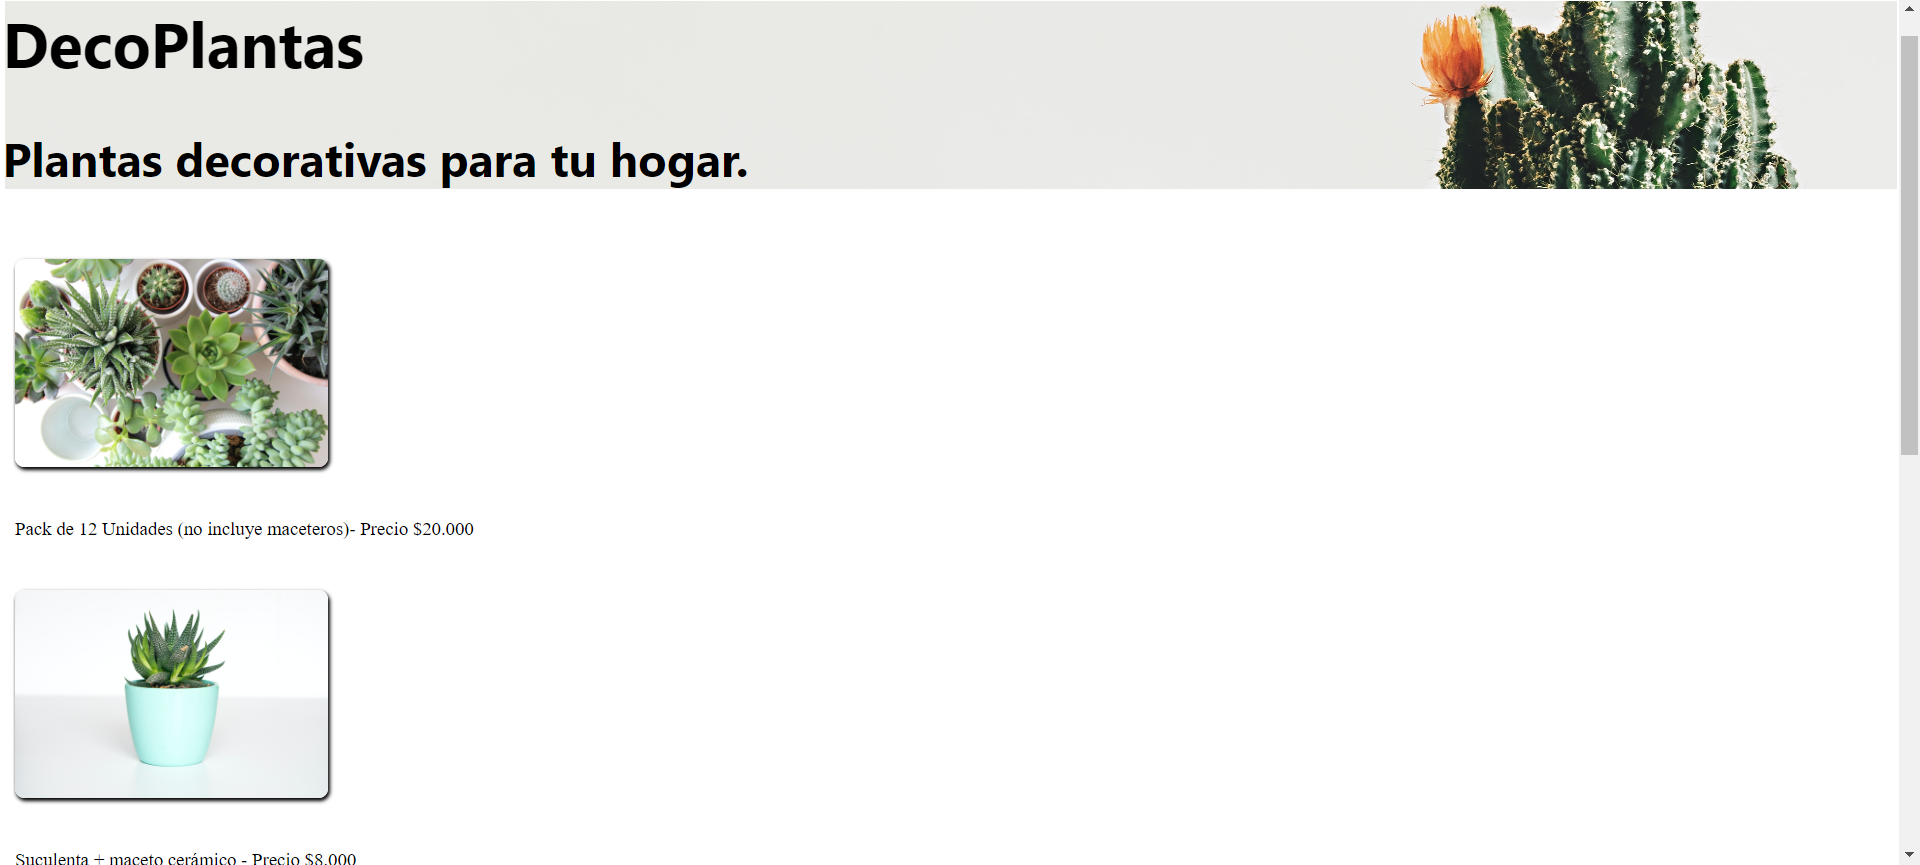 DecoPlantas
Plantas decorativas para tu hogar.
Pack de 12 Unidades (no incluye maceteros)- Precio $20.000
Suculenta + maceto cerámico - Precio $8.000